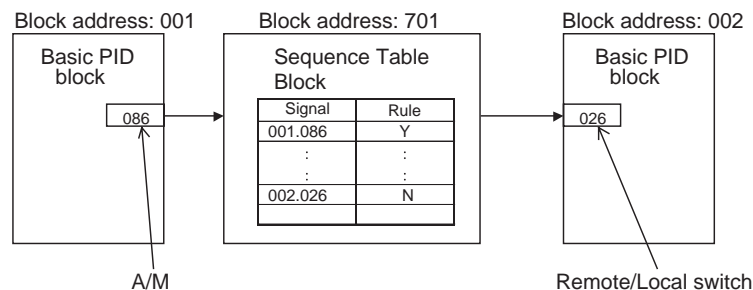 Block address: 001
Basic PID
block
086
A/M
Block address: 701
Sequence Table
Block
Signal Rule
001.086 Y
: :
: :
002.026 N
Block address: 002
Basic PID
block
026
Remote/Local switch